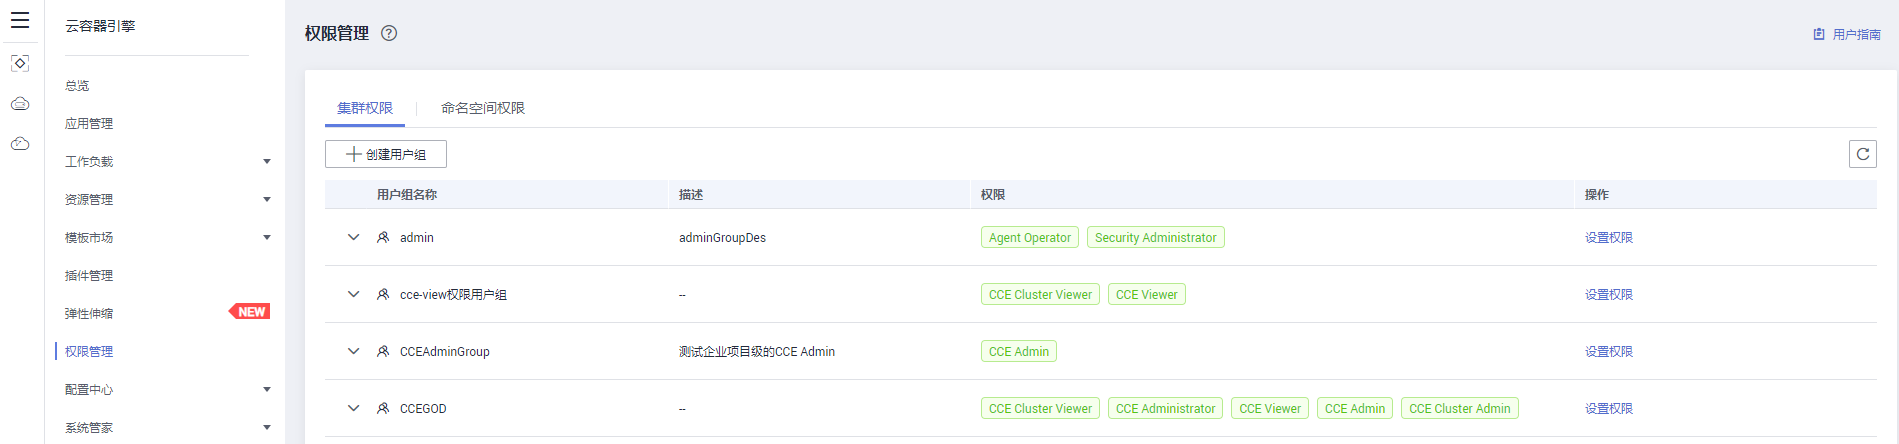 云容器引擎
总览
应用管理
工作负载
资源管理
模板市场
插件管理
弹性伸缩 NEW
权限管理
配置中心
系统管家
权限管理 ?
用户指南
集群权限 命名空间权限
创建用户组
用户组名称 描述 权限 操作
admin adminGroupDes Agent Operator Security Administrator 设置权限
cce-view权限用户组 -- CCE Cluster Viewer CCE Viewer 设置权限
CCEAdminGroup 测试企业项目级的CCE Admin CCE Admin 设置权限
CCEGOD -- CCE Cluster Viewer CCE Administrator CCE Viewer CCE Admin CCE Cluster Admin 设置权限